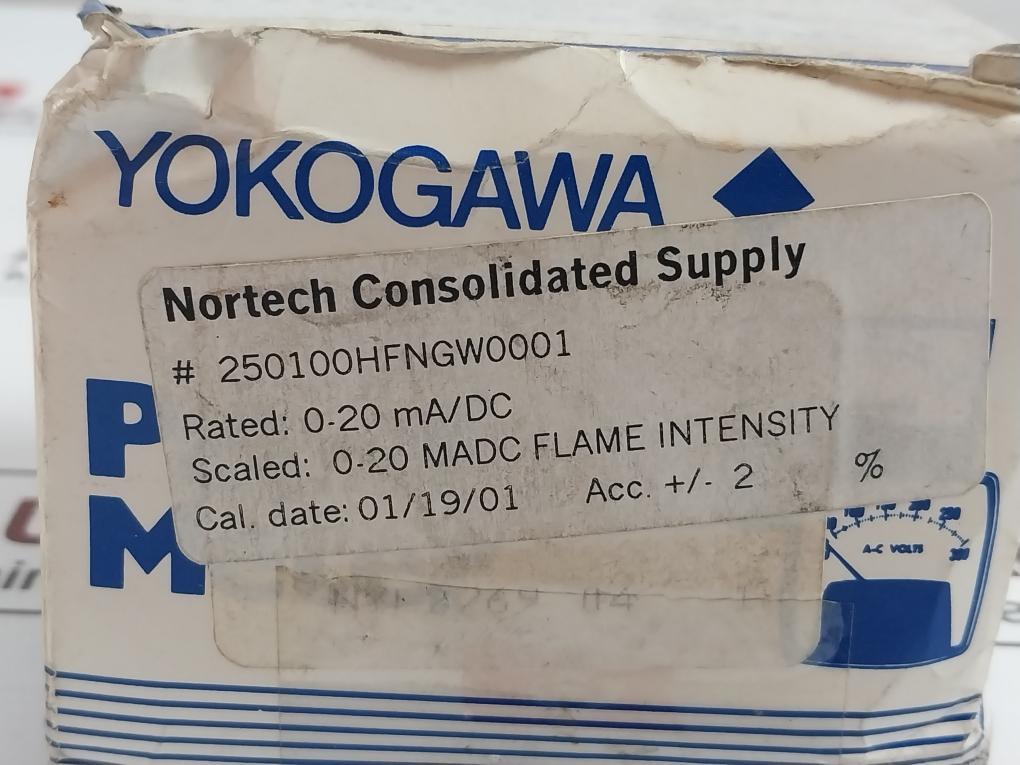 YOKOGAWA
Nortech Consolidated Supply
# 250100HFNGW0001
Rated: 0-20 mA/DC
Scaled: 0-20 MADC FLAME INTENSITY
Cal. date: 01/19/01 Acc. +/- 2 %
P
M
A-C VOLTS